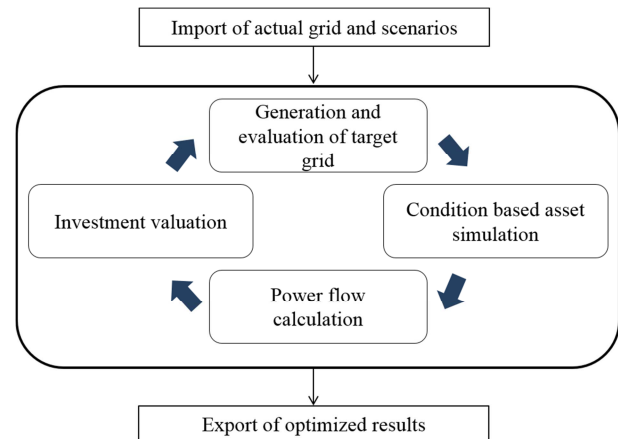 Import of actual grid and scenarios
Generation and
evaluation of target
grid
Investment valuation
Condition based asset
simulation
Power flow
calculation
Export of optimized results